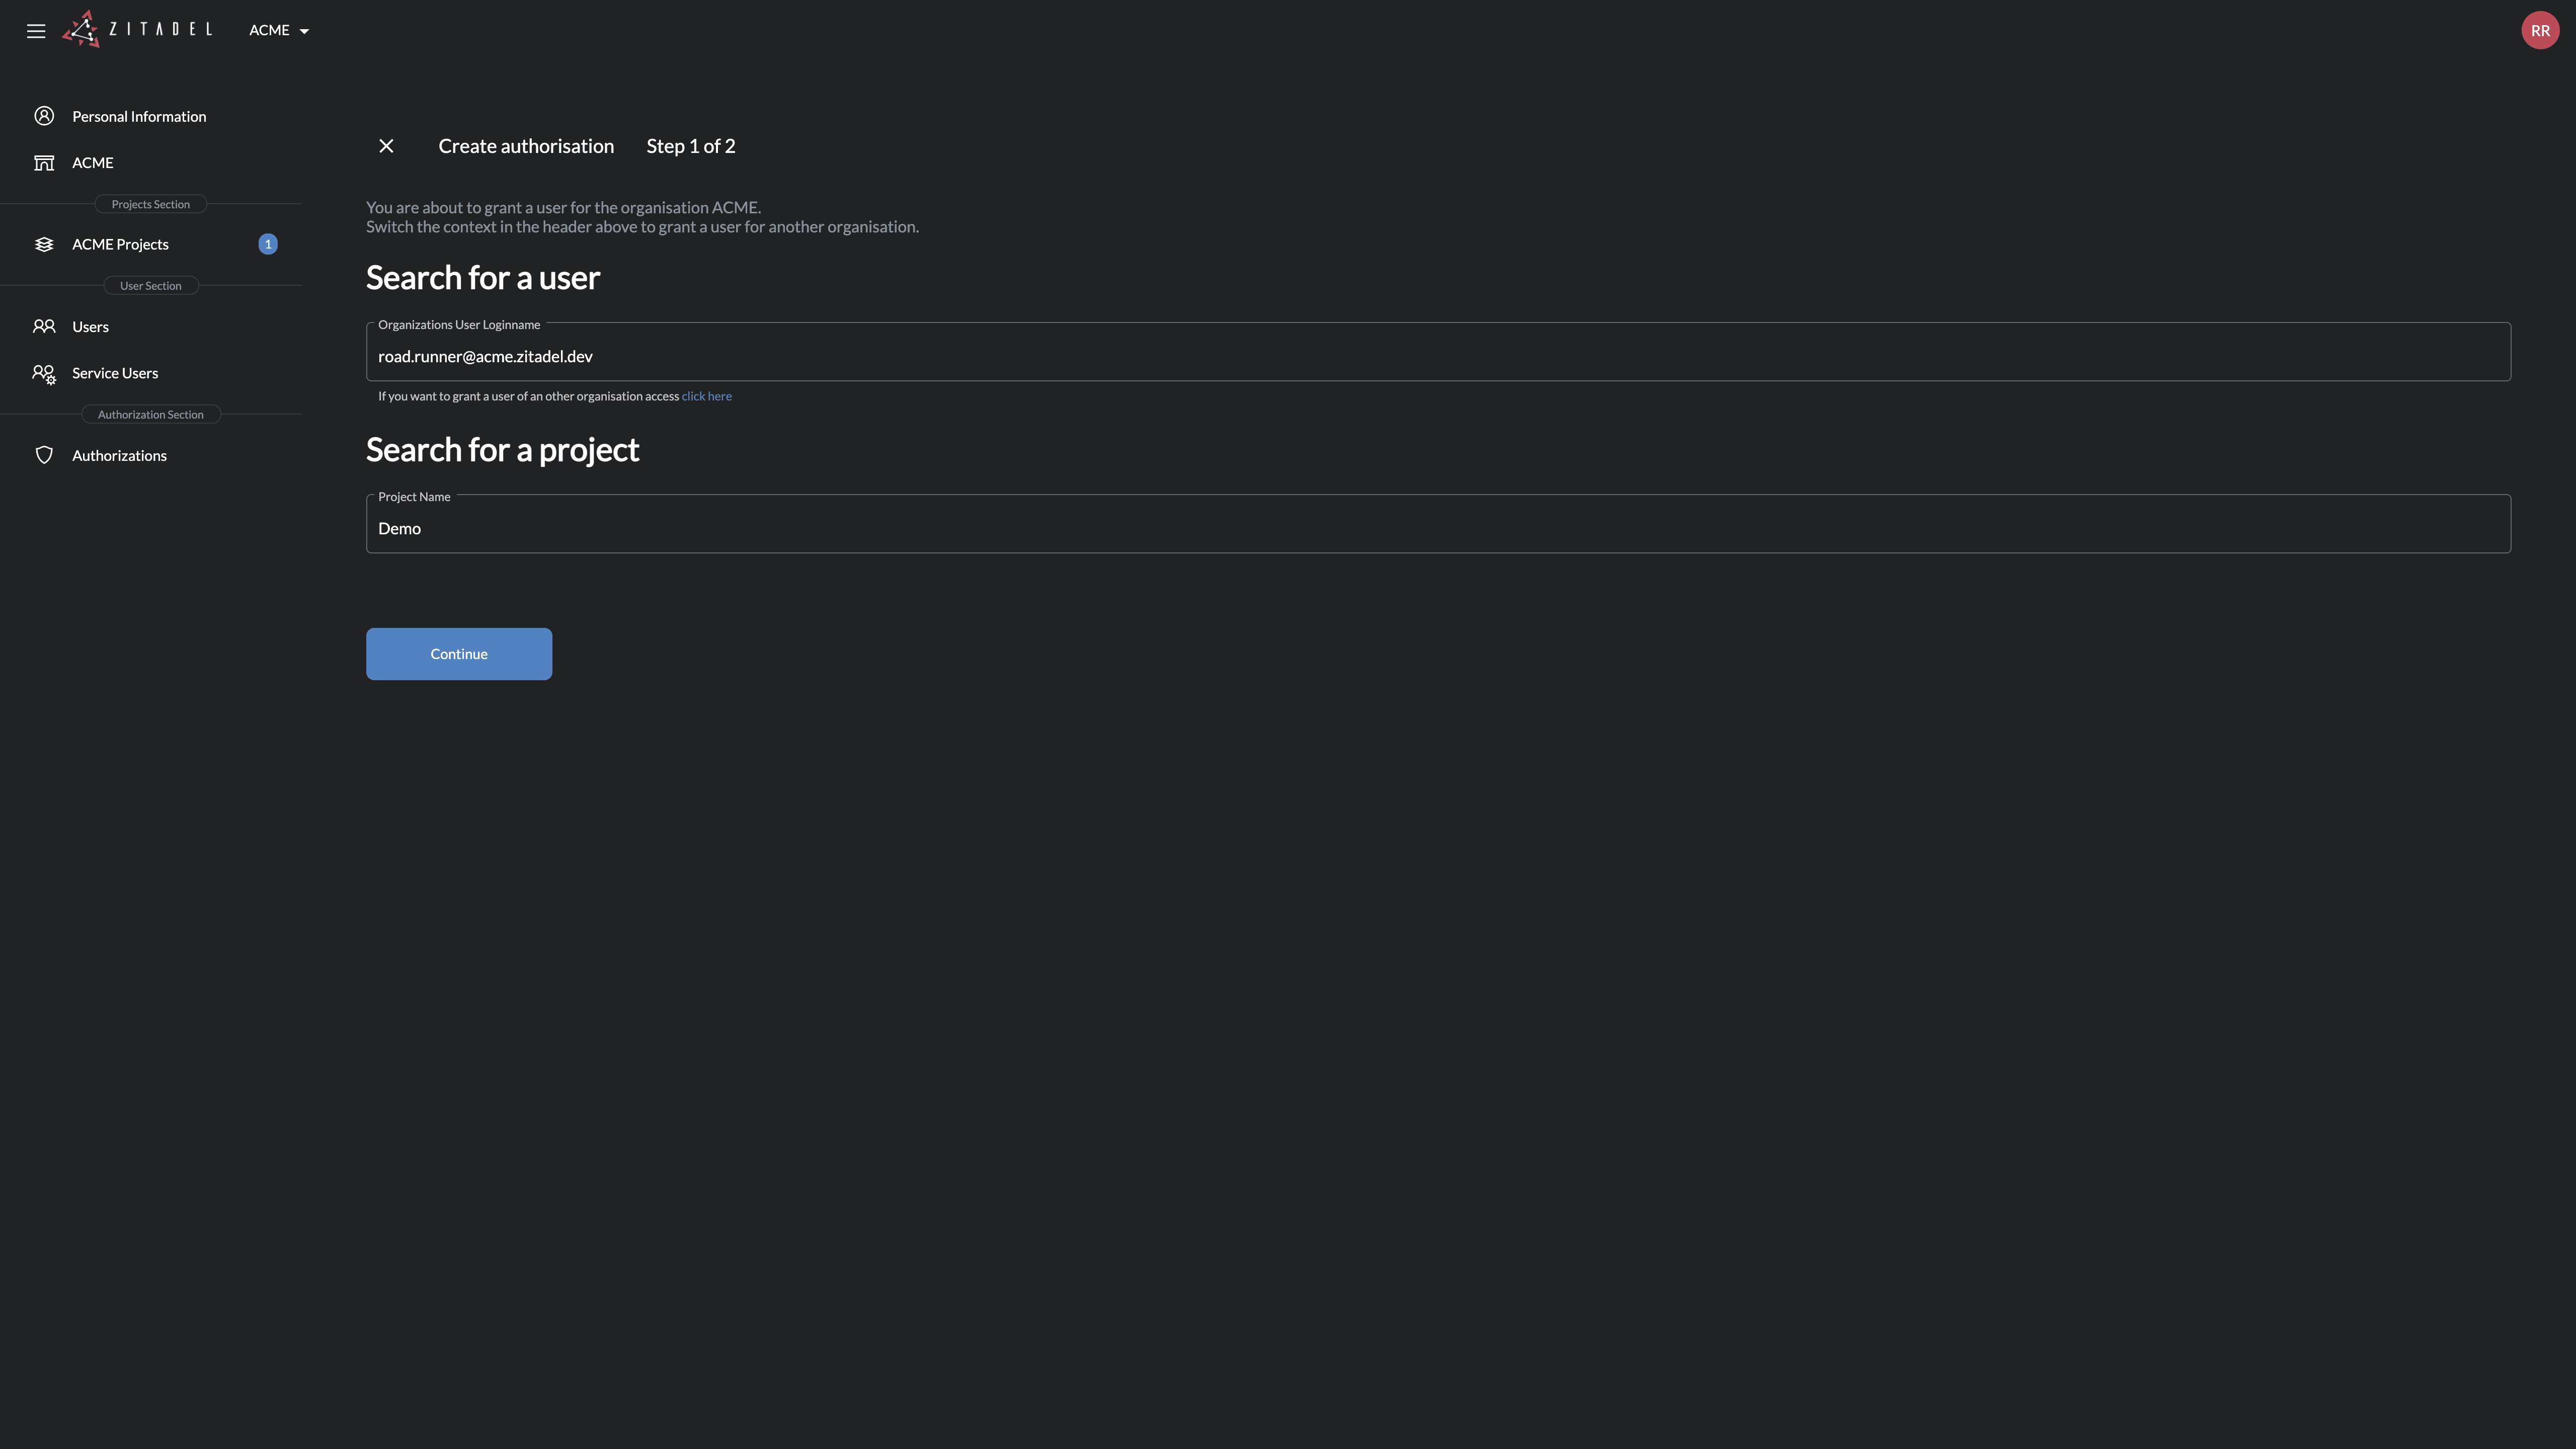 ZITADEL
ACME
RR
Personal Information
ACME
Projects Section
ACME Projects
1
User Section
Users
Service Users
Authorization Section
Authorizations
Create authorisation
Step 1 of 2
You are about to grant a user for the organisation ACME.
Switch the context in the header above to grant a user for another organisation.
Search for a user
Organizations User Loginname
road.runner@acme.zitadel.dev
If you want to grant a user of an other organisation access click here
Search for a project
Project Name
Demo
Continue